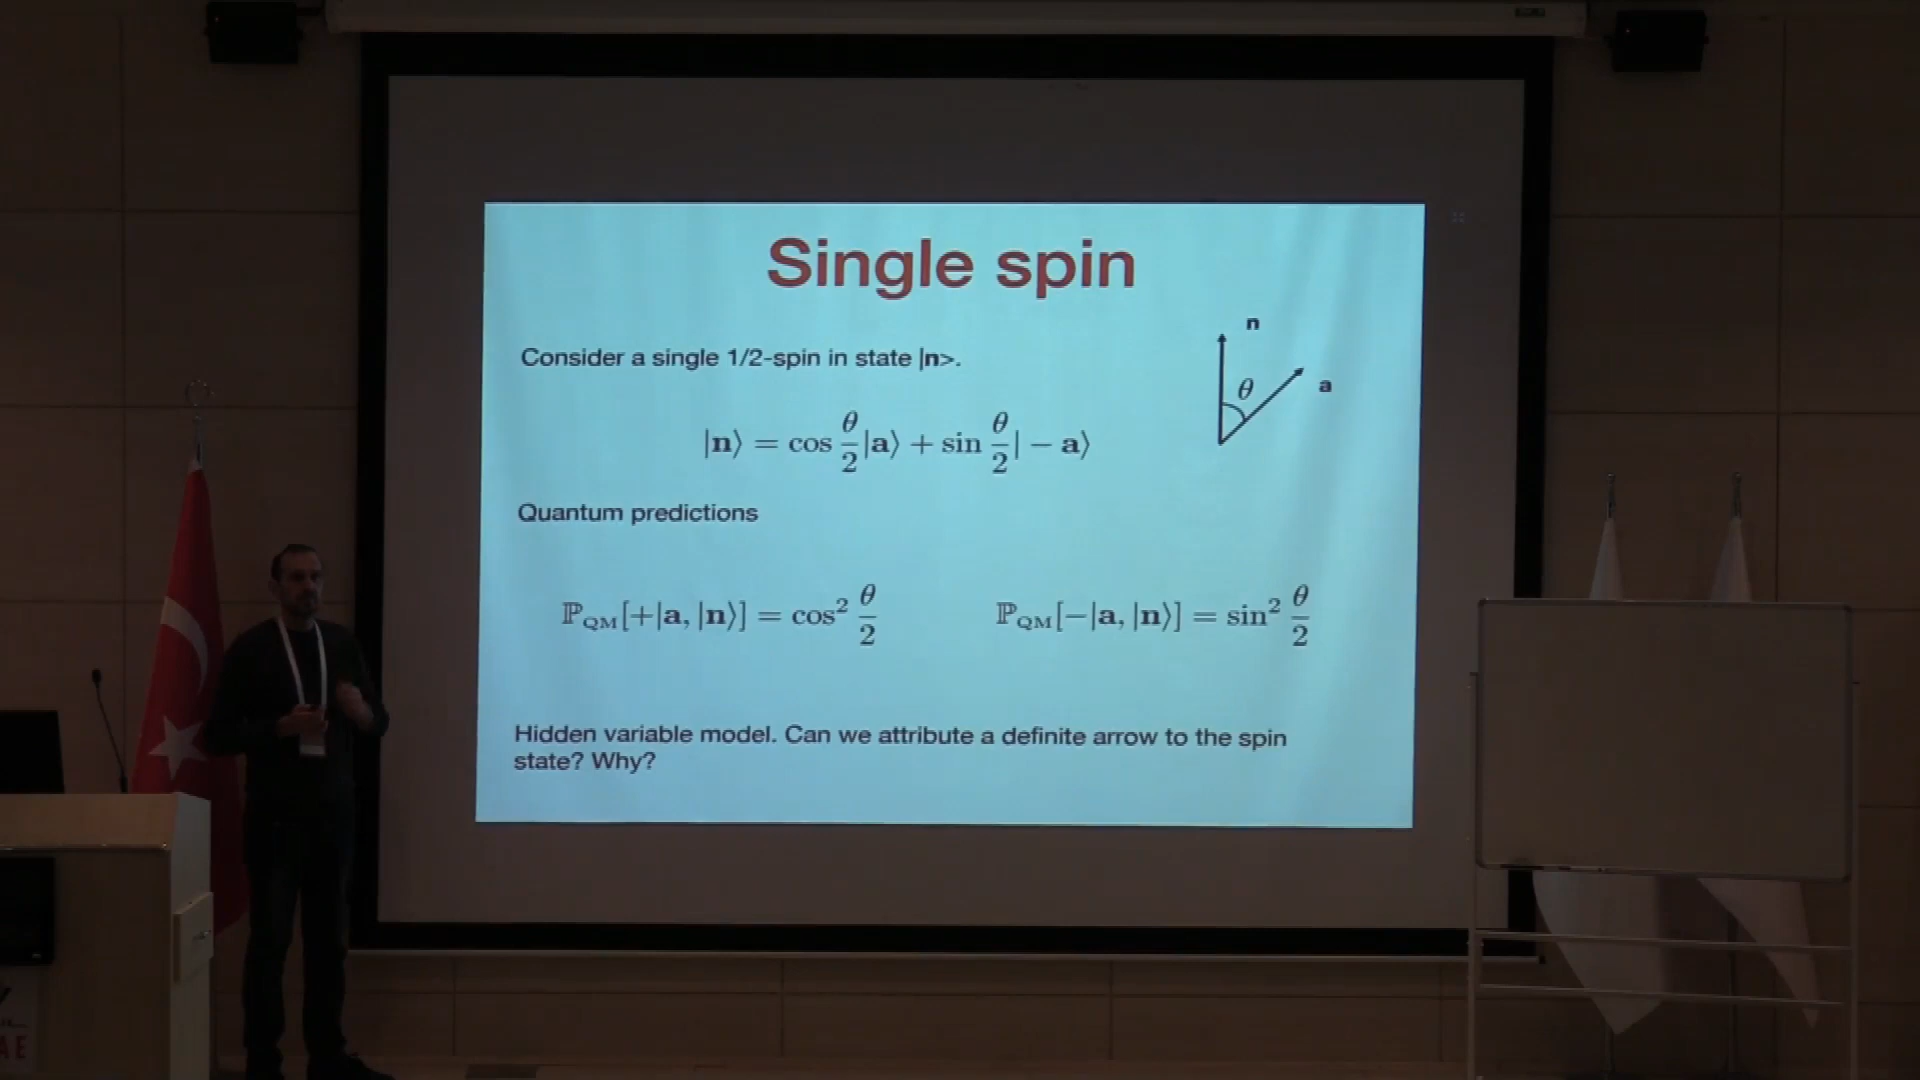 Single spin
n
Consider a single 1/2-spin in state |n>.
θ
a
|n⟩ = cos θ/2 |a⟩ + sin θ/2 | − a⟩
Quantum predictions
ℙQM[+|a, |n⟩] = cos² θ/2
ℙQM[−|a, |n⟩] = sin² θ/2
Hidden variable model. Can we attribute a definite arrow to the spin
state? Why?